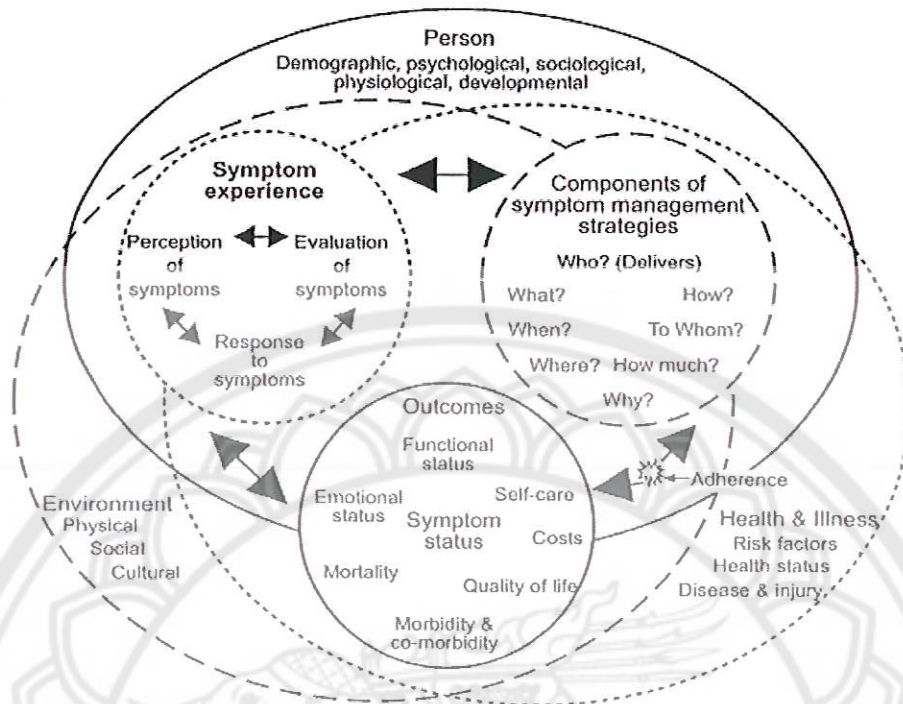 Person
Demographic, psychological, sociological,
physiological, developmental
Symptom
experience
Perception
of
symptoms
Evaluation
of
symptoms
Response
to
symptoms
Components of
symptom management
strategies
Who? (Delivers)
What?
How?
When?
To Whom?
Where?
How much?
Why?
Outcomes
Functional
status
Emotional
status
Self-care
Symptom
status
Costs
Mortality
Quality of life
Morbidity &
co-morbidity
Adherence
Environment
Physical
Social
Cultural
Health & Illness
Risk factors
Health status
Disease & injury